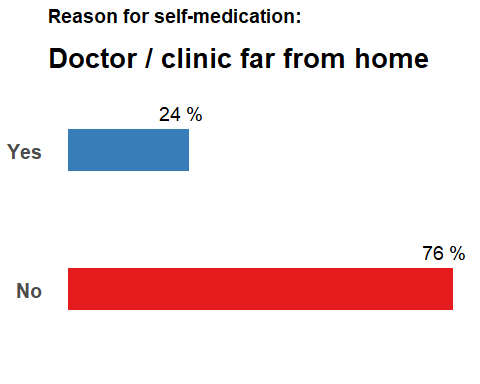 Reason for self-medication:
Doctor / clinic far from home
24 %
Yes
76 %
No